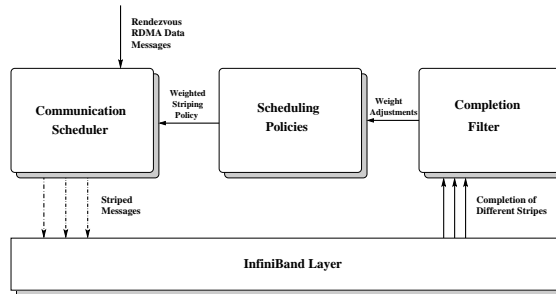 Rendezvous
RDMA Data
Messages
Communication
Scheduler
Weighted
Striping
Policy
Scheduling
Policies
Weight
Adjustments
Completion
Filter
Striped
Messages
Completion of
Different Stripes
InfiniBand Layer